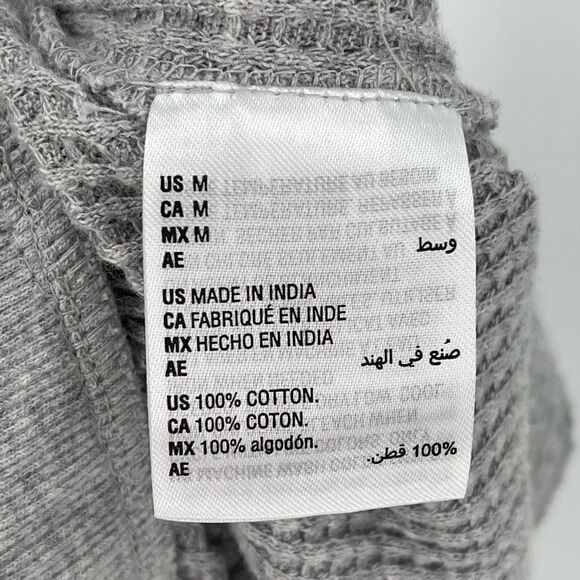 US M
CA M
MX M
AE وسط
US MADE IN INDIA
CA FABRIQUÉ EN INDE
MX HECHO EN INDIA
AE صُنع في الهند
US 100% COTTON.
CA 100% COTON.
MX 100% algodón.
AE 100% قطن.